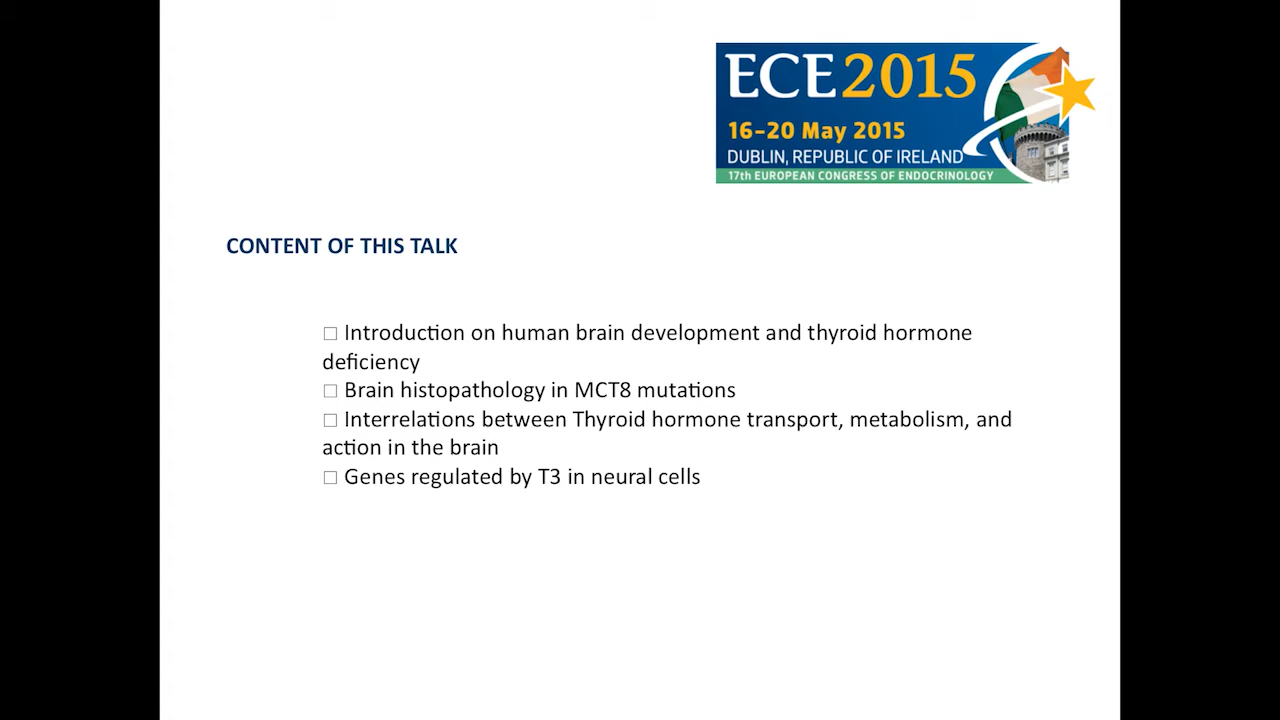 ECE2015
16–20 May 2015
DUBLIN, REPUBLIC OF IRELAND
17th EUROPEAN CONGRESS OF ENDOCRINOLOGY
CONTENT OF THIS TALK
□ Introduction on human brain development and thyroid hormone
deficiency
□ Brain histopathology in MCT8 mutations
□ Interrelations between Thyroid hormone transport, metabolism, and
action in the brain
□ Genes regulated by T3 in neural cells